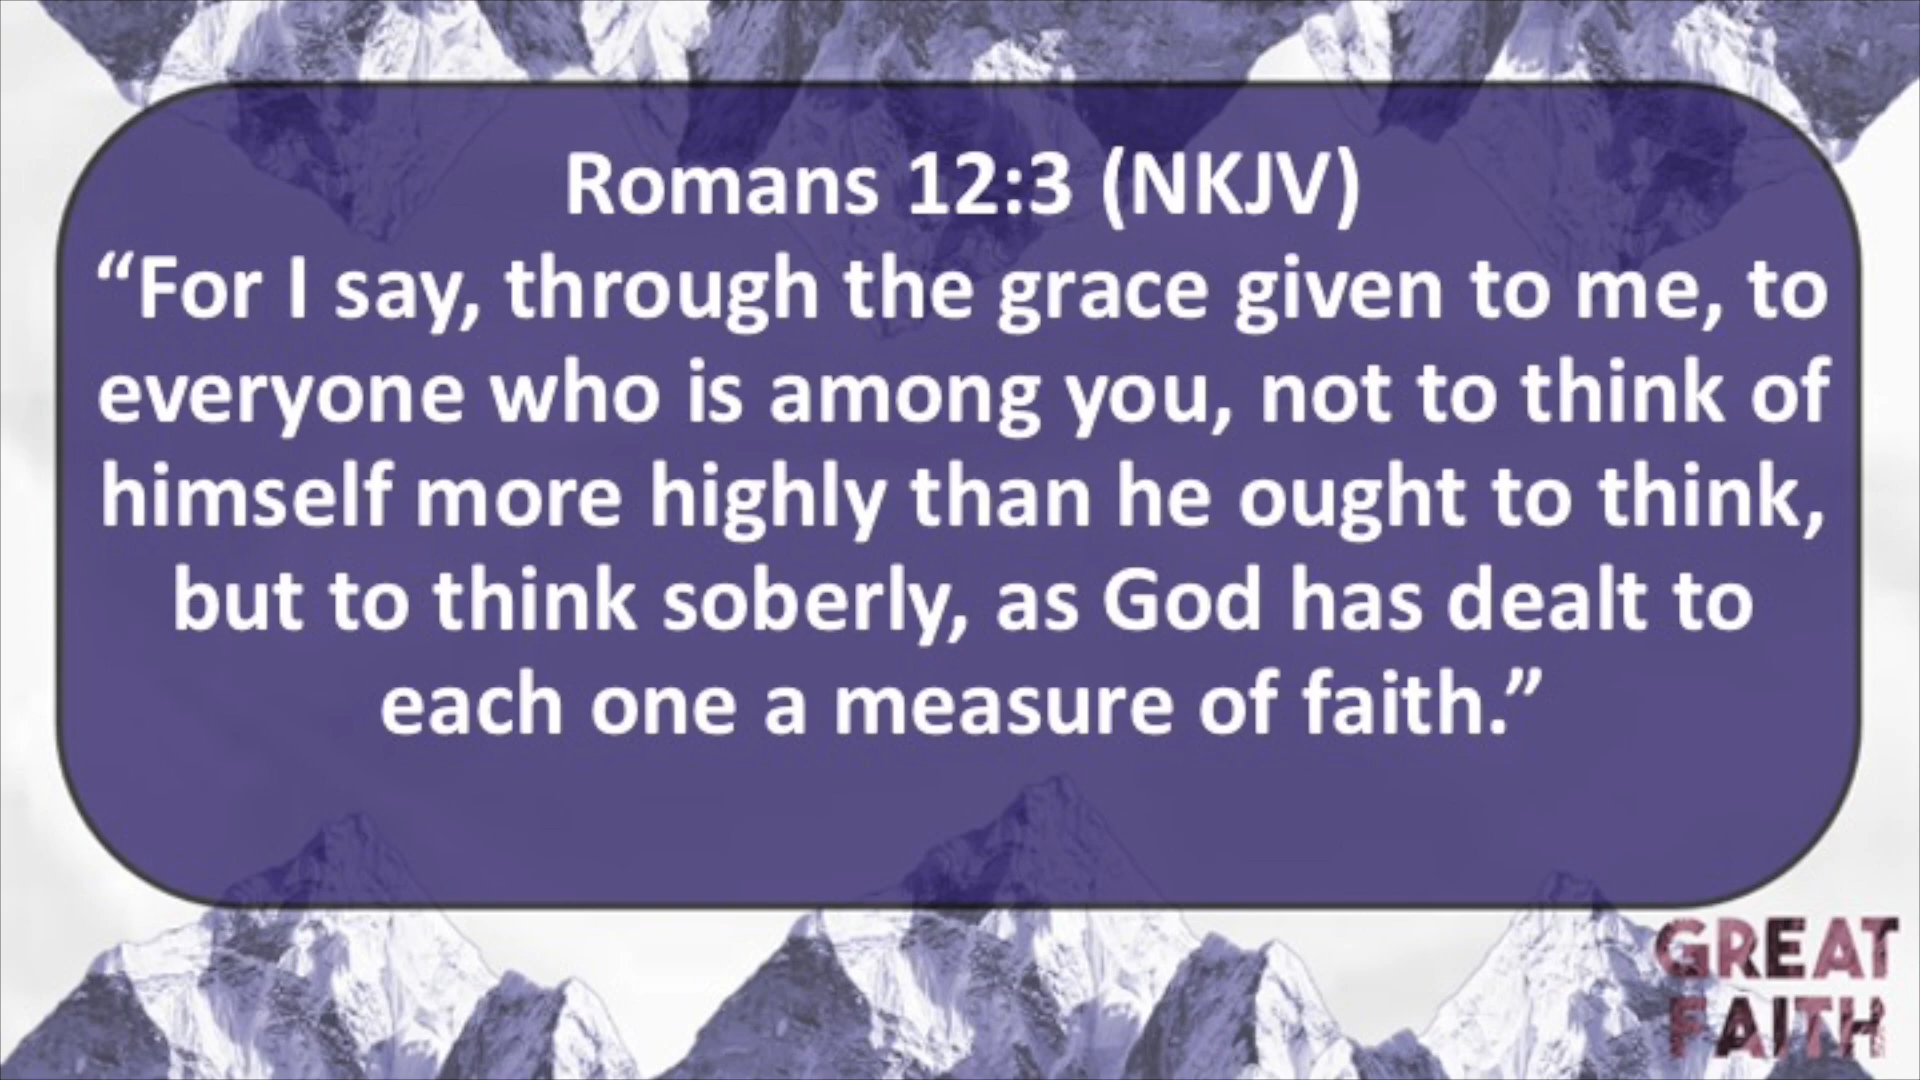 Romans 12:3 (NKJV)
“For I say, through the grace given to me, to
everyone who is among you, not to think of
himself more highly than he ought to think,
but to think soberly, as God has dealt to
each one a measure of faith.”
GREAT
FAITH